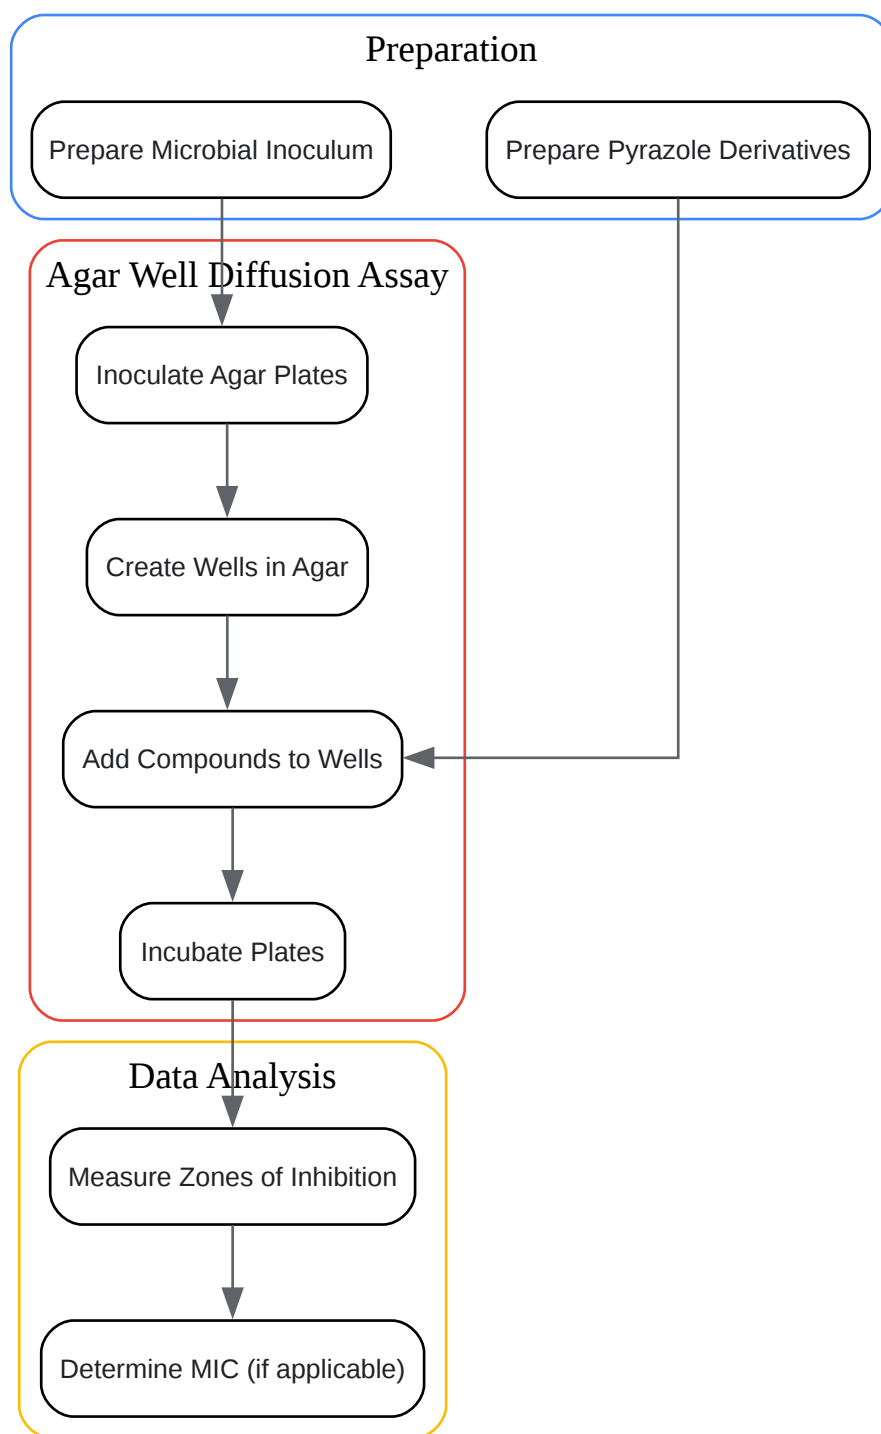 Preparation
Prepare Microbial Inoculum
Prepare Pyrazole Derivatives
Agar Well Diffusion Assay
Inoculate Agar Plates
Create Wells in Agar
Add Compounds to Wells
Incubate Plates
Data Analysis
Measure Zones of Inhibition
Determine MIC (if applicable)